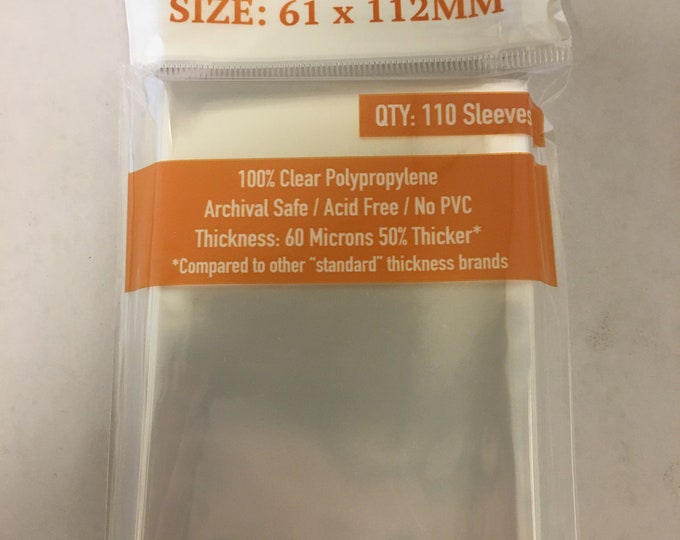 SIZE: 61 x 112MM
QTY: 110 Sleeves
100% Clear Polypropylene
Archival Safe / Acid Free / No PVC
Thickness: 60 Microns 50% Thicker*
*Compared to other “standard” thickness brands